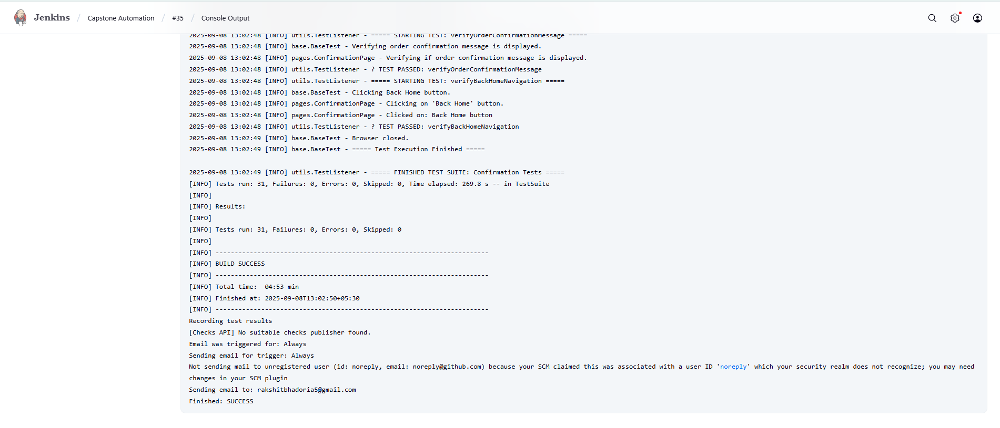 Jenkins / Capstone Automation / #35 / Console Output
2025-09-08 13:02:48 [INFO] utils.TestListener - ===== STARTING TEST: verifyOrderConfirmationMessage =====
2025-09-08 13:02:48 [INFO] base.BaseTest - Verifying order confirmation message is displayed.
2025-09-08 13:02:48 [INFO] pages.ConfirmationPage - Verifying if order confirmation message is displayed.
2025-09-08 13:02:48 [INFO] utils.TestListener - ? TEST PASSED: verifyOrderConfirmationMessage
2025-09-08 13:02:48 [INFO] utils.TestListener - ===== STARTING TEST: verifyBackHomeNavigation =====
2025-09-08 13:02:48 [INFO] base.BaseTest - Clicking Back Home button.
2025-09-08 13:02:48 [INFO] pages.ConfirmationPage - Clicking on 'Back Home' button.
2025-09-08 13:02:48 [INFO] pages.ConfirmationPage - Clicked on: Back Home button
2025-09-08 13:02:48 [INFO] utils.TestListener - ? TEST PASSED: verifyBackHomeNavigation
2025-09-08 13:02:49 [INFO] base.BaseTest - Browser closed.
2025-09-08 13:02:49 [INFO] base.BaseTest - ===== Test Execution Finished =====
2025-09-08 13:02:49 [INFO] utils.TestListener - ===== FINISHED TEST SUITE: Confirmation Tests =====
[INFO] Tests run: 31, Failures: 0, Errors: 0, Skipped: 0, Time elapsed: 269.8 s -- in TestSuite
[INFO]
[INFO] Results:
[INFO]
[INFO] Tests run: 31, Failures: 0, Errors: 0, Skipped: 0
[INFO]
[INFO] ------------------------------------------------------------------------
[INFO] BUILD SUCCESS
[INFO] ------------------------------------------------------------------------
[INFO] Total time:  04:53 min
[INFO] Finished at: 2025-09-08T13:02:50+05:30
[INFO] ------------------------------------------------------------------------
Recording test results
[Checks API] No suitable checks publisher found.
Email was triggered for: Always
Sending email for trigger: Always
Not sending mail to unregistered user (id: noreply, email: noreply@github.com) because your SCM claimed this was associated with a user ID 'noreply' which your security realm does not recognize; you may need
changes in your SCM plugin
Sending email to: rakshitbhadoria5@gmail.com
Finished: SUCCESS